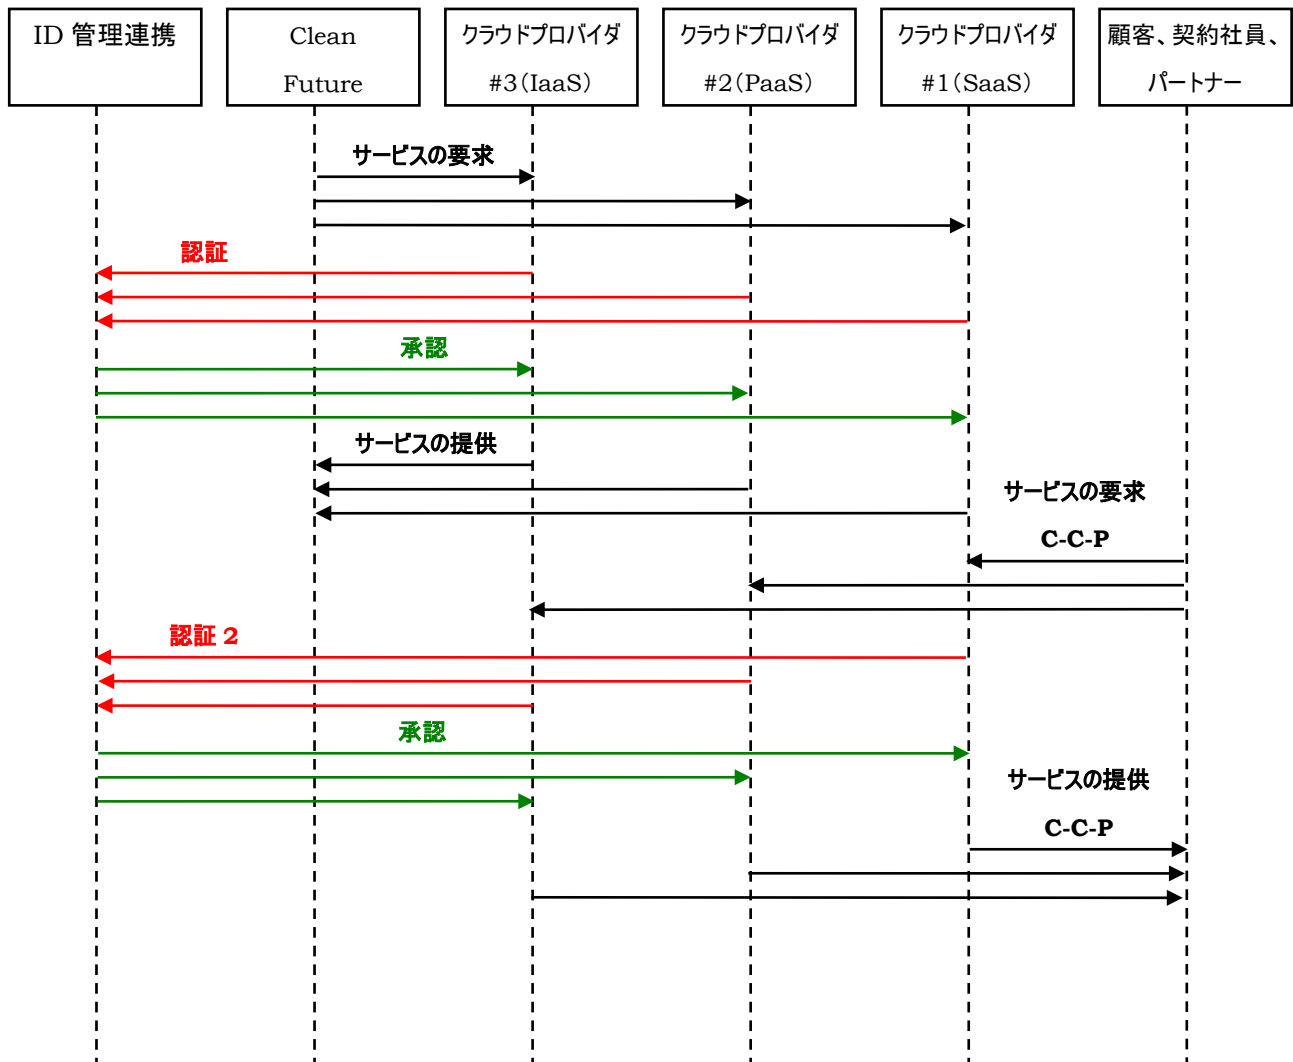 ID 管理連携
Clean
Future
クラウドプロバイダ
#3(IaaS)
クラウドプロバイダ
#2(PaaS)
クラウドプロバイダ
#1(SaaS)
顧客、契約社員、
パートナー
サービスの要求
認証
承認
サービスの提供
サービスの要求
C-C-P
認証 2
承認
サービスの提供
C-C-P